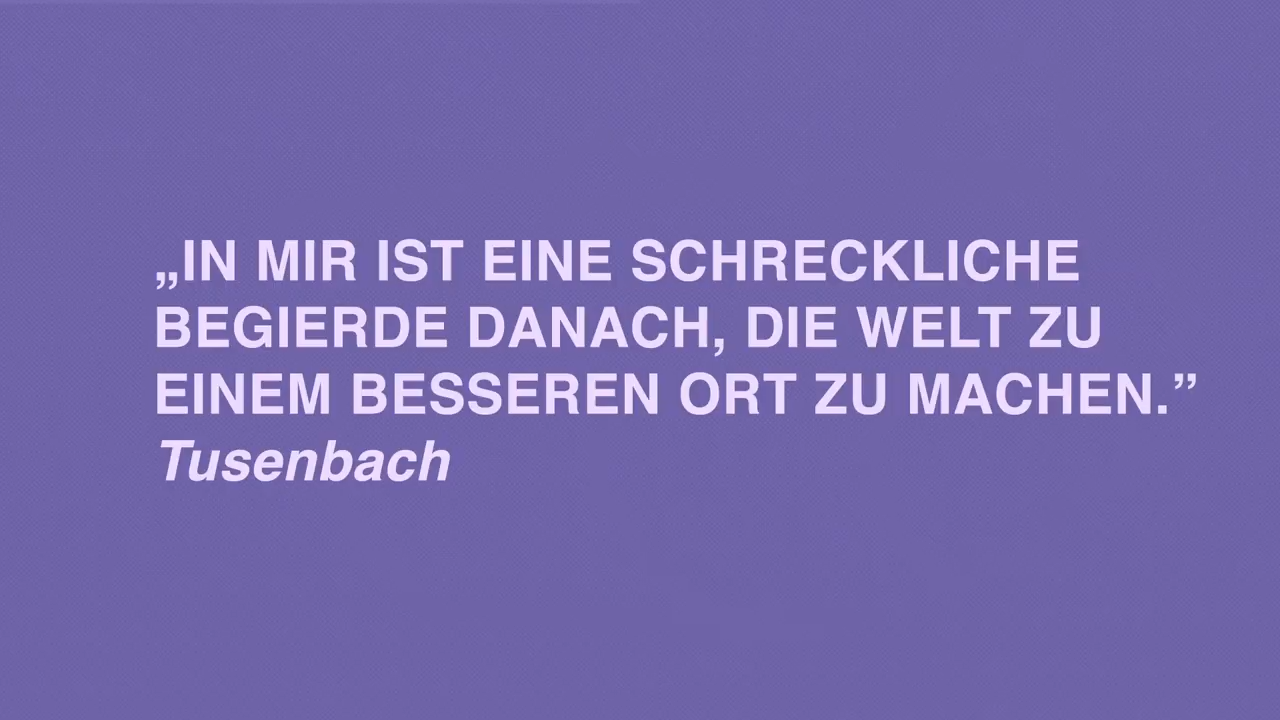 „IN MIR IST EINE SCHRECKLICHE
BEGIERDE DANACH, DIE WELT ZU
EINEM BESSEREN ORT ZU MACHEN.”
Tusenbach